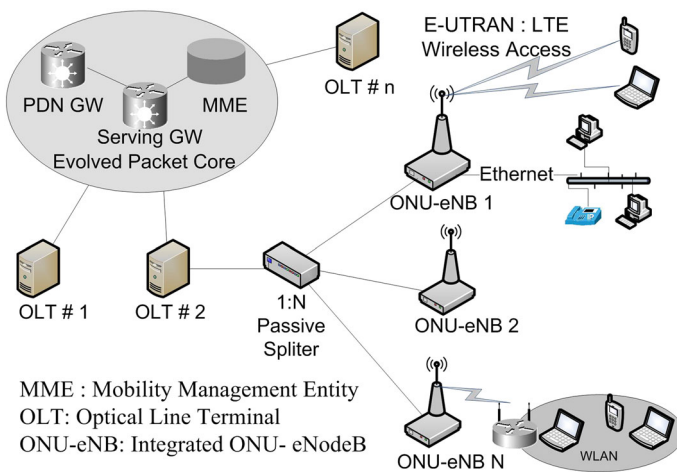 E-UTRAN : LTE
Wireless Access
OLT # n
PDN GW
MME
Serving GW
Evolved Packet Core
Ethernet
ONU-eNB 1
OLT # 1
OLT # 2
1:N
Passive
Spliter
ONU-eNB 2
MME : Mobility Management Entity
OLT: Optical Line Terminal
ONU-eNB: Integrated ONU- eNodeB
ONU-eNB N
WLAN